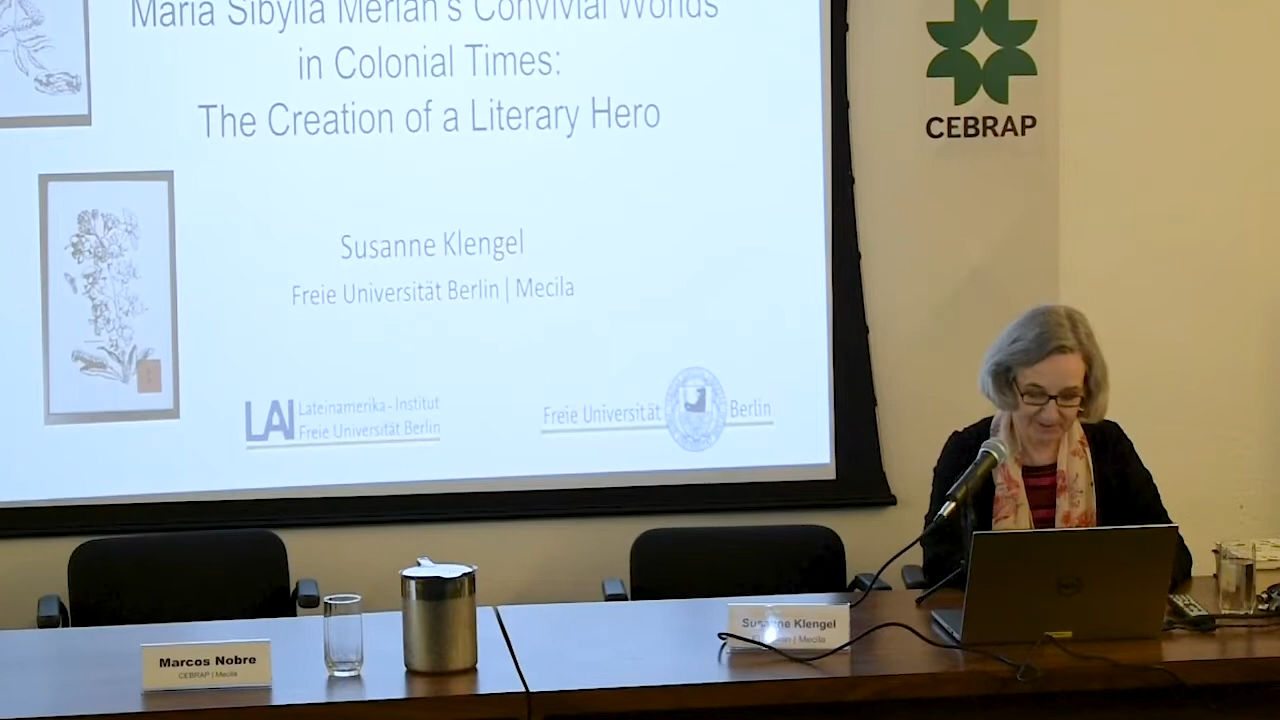 Maria Sibylla Merian's Convivial Worlds
in Colonial Times:
The Creation of a Literary Hero
Susanne Klengel
Freie Universität Berlin | Mecila
LAI Lateinamerika-Institut
Freie Universität Berlin
Freie Universität Berlin
CEBRAP
Marcos Nobre
CEBRAP | Mecila
Susanne Klengel
| Mecila